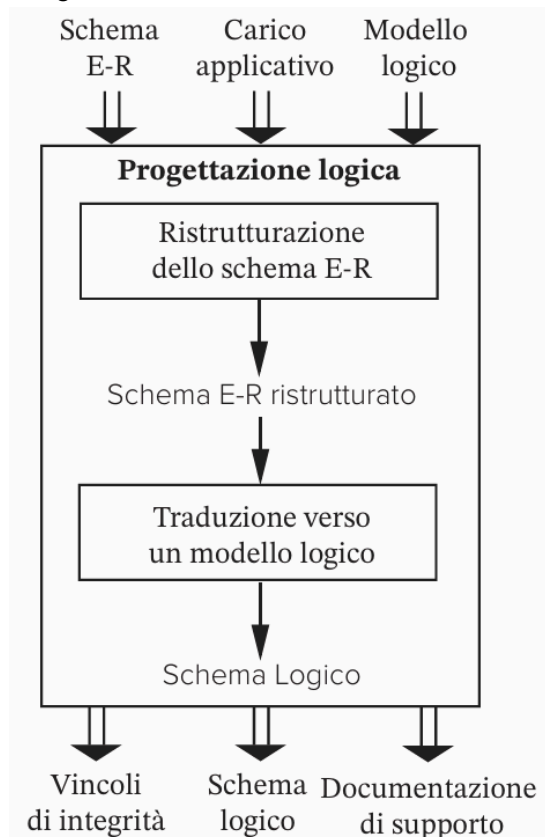 Schema
E-R
Carico
applicativo
Modello
logico
Progettazione logica
Ristrutturazione
dello schema E-R
Schema E-R ristrutturato
Traduzione verso
un modello logico
Schema Logico
Vincoli
di integrità
Schema
logico
Documentazione
di supporto